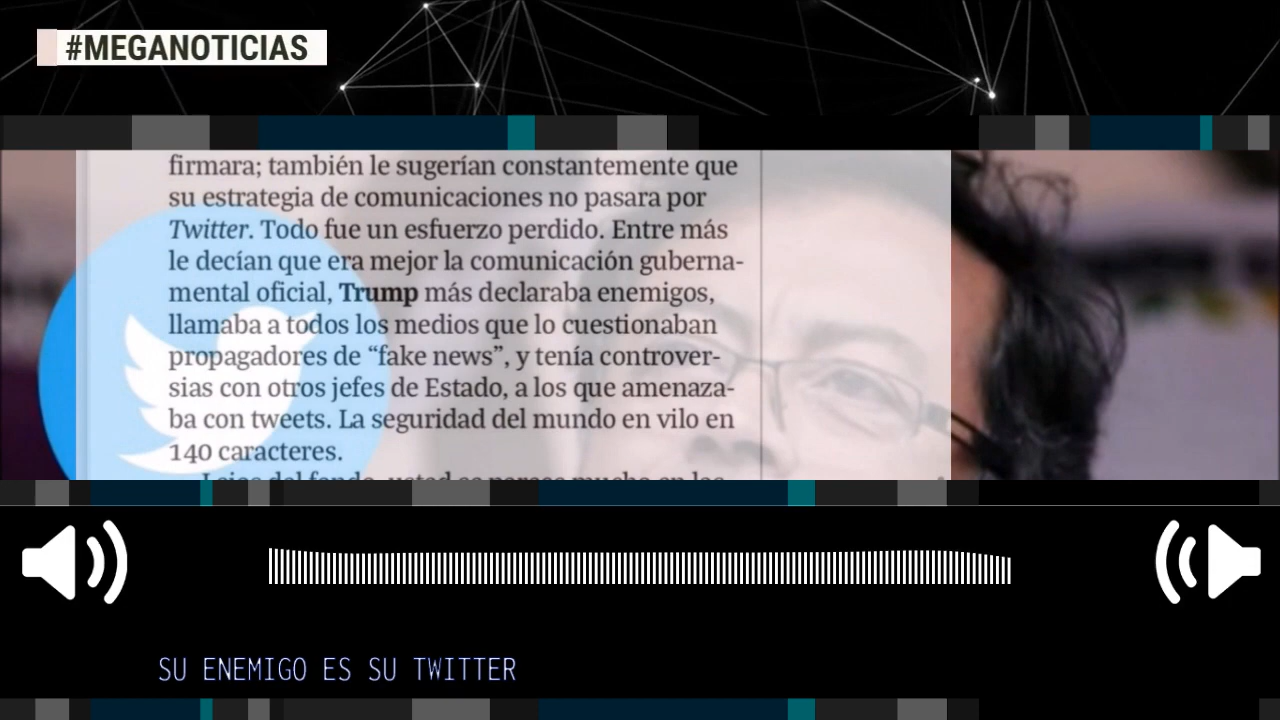 #MEGANOTICIAS
firmara; también le sugerían constantemente que
su estrategia de comunicaciones no pasara por
Twitter. Todo fue un esfuerzo perdido. Entre más
le decían que era mejor la comunicación guberna-
mental oficial, Trump más declaraba enemigos,
llamaba a todos los medios que lo cuestionaban
propagadores de “fake news”, y tenía controver-
sias con otros jefes de Estado, a los que amenaza-
ba con tweets. La seguridad del mundo en vilo en
140 caracteres.
SU ENEMIGO ES SU TWITTER